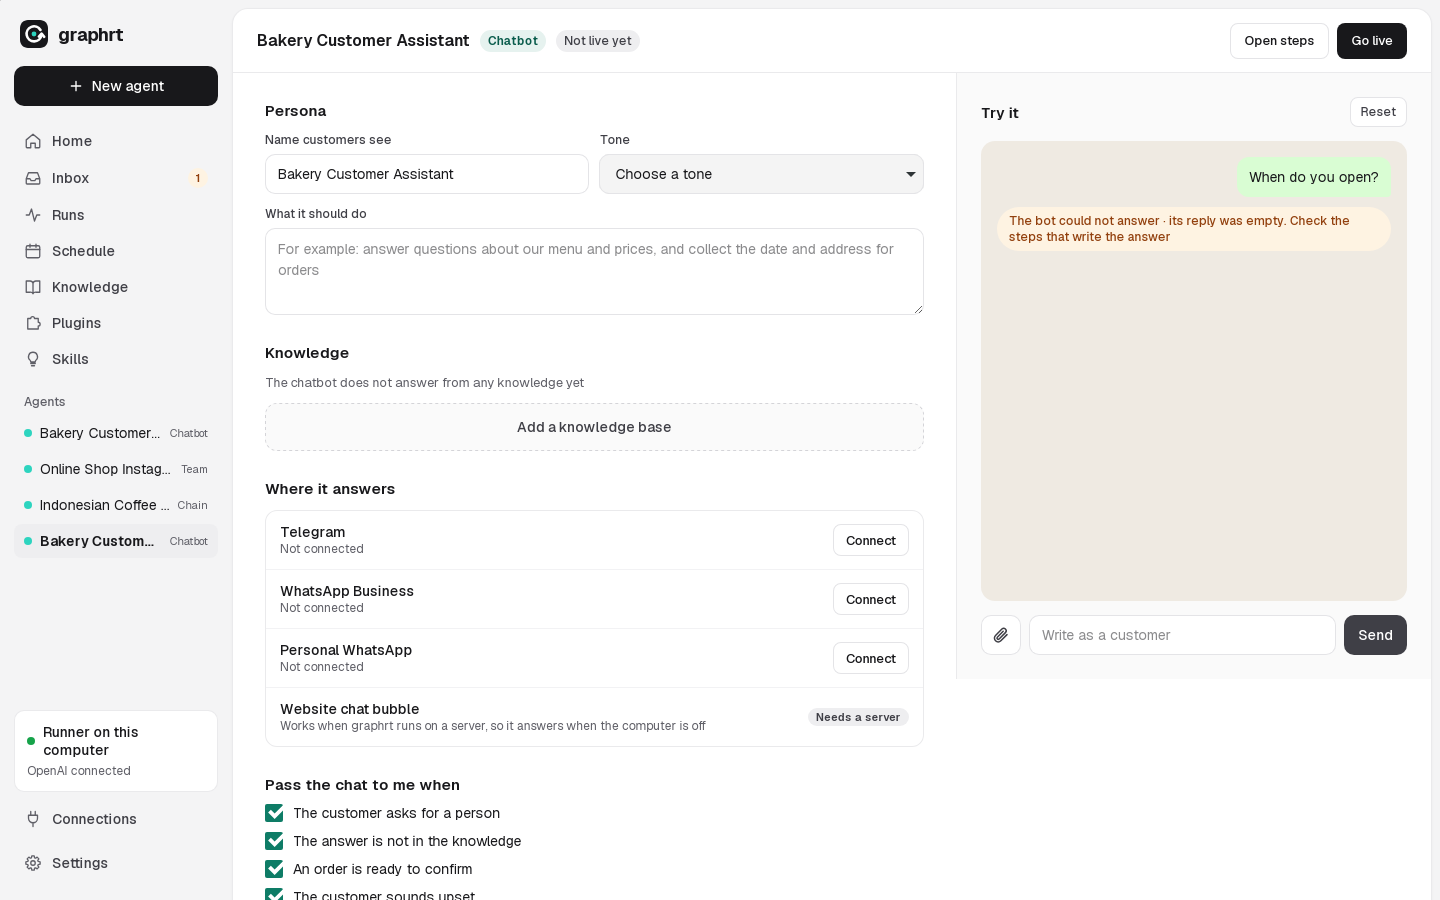 graphrt
New agent
Home
Inbox
1
Runs
Schedule
Knowledge
Plugins
Skills
Agents
Bakery Customer... Chatbot
Online Shop Instag... Team
Indonesian Coffee ... Chain
Bakery Custom... Chatbot
Runner on this
computer
OpenAI connected
Connections
Settings
Bakery Customer Assistant
Chatbot
Not live yet
Open steps
Go live
Persona
Name customers see
Tone
Bakery Customer Assistant
Choose a tone
What it should do
For example: answer questions about our menu and prices, and collect the date and address for
orders
Knowledge
The chatbot does not answer from any knowledge yet
Add a knowledge base
Where it answers
Telegram
Not connected
Connect
WhatsApp Business
Not connected
Connect
Personal WhatsApp
Not connected
Connect
Website chat bubble
Works when graphrt runs on a server, so it answers when the computer is off
Needs a server
Pass the chat to me when
The customer asks for a person
The answer is not in the knowledge
An order is ready to confirm
The customer sounds upset
Try it
Reset
When do you open?
The bot could not answer · its reply was empty. Check the
steps that write the answer
Write as a customer
Send